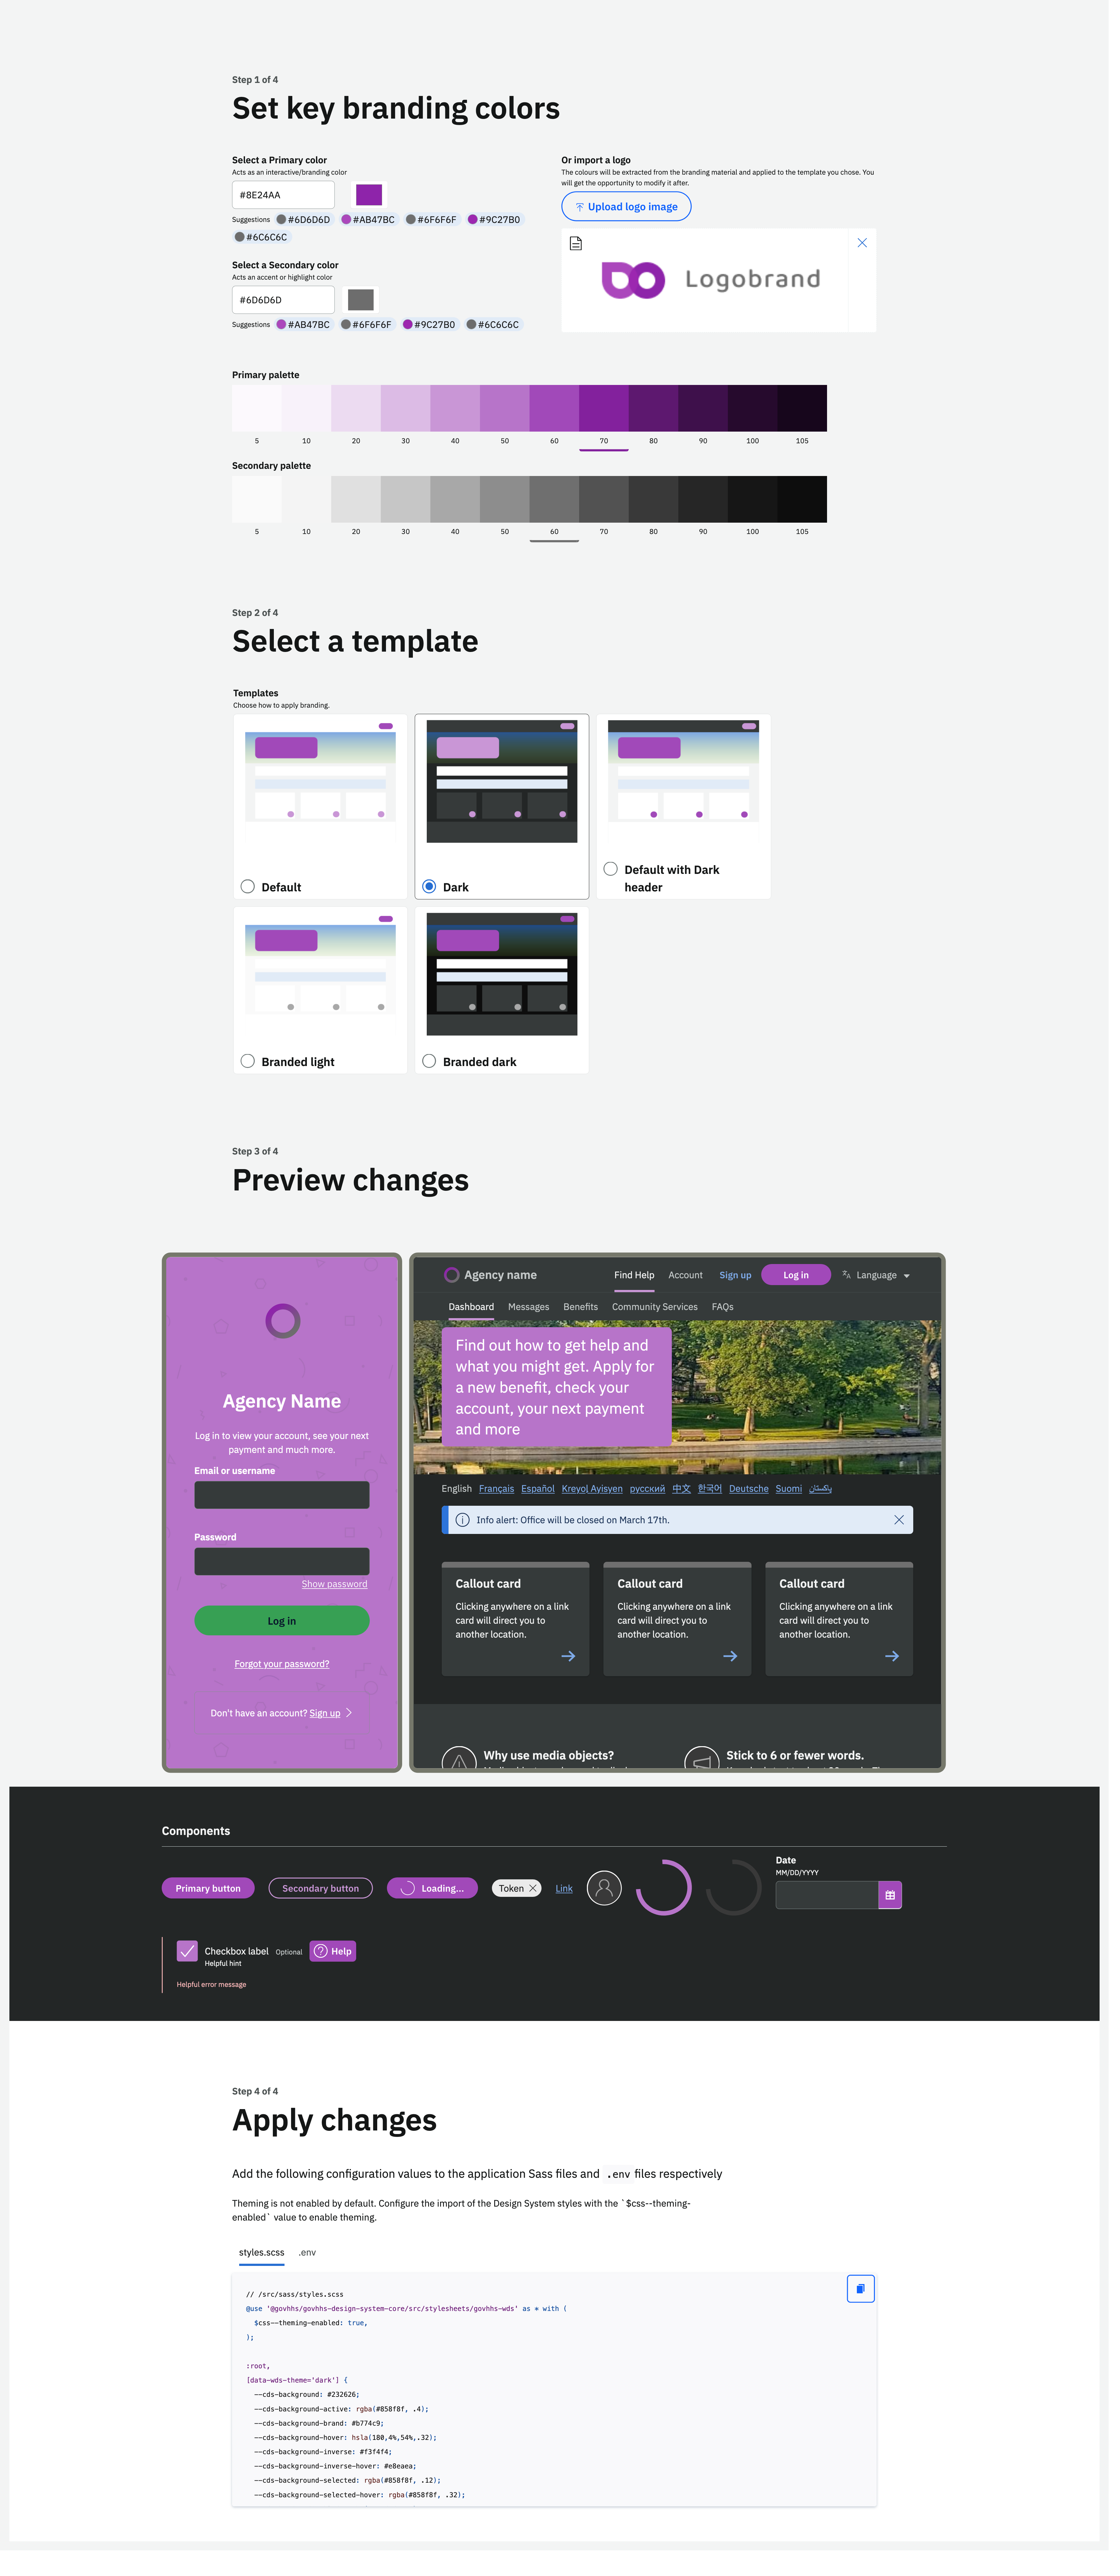 Step 1 of 4
Set key branding colors
Select a Primary color
Acts as an interactive/branding color
#8E24AA
Suggestions #6D6D6D #AB47BC #6F6F6F #9C27B0
#6C6C6C
Select a Secondary color
Acts an accent or highlight color
#6D6D6D
Suggestions #AB47BC #6F6F6F #9C27B0 #6C6C6C
Or import a logo
The colours will be extracted from the branding material and applied to the template you chose. You
will get the opportunity to modify it after.
Upload logo image
Logobrand
Primary palette
5 10 20 30 40 50 60 70 80 90 100 105
Secondary palette
5 10 20 30 40 50 60 70 80 90 100 105
Step 2 of 4
Select a template
Templates
Choose how to apply branding.
Default
Dark
Default with Dark
header
Branded light
Branded dark
Step 3 of 4
Preview changes
Agency Name
Log in to view your account, see your next
payment and much more.
Email or username
Password
Show password
Log in
Forgot your password?
Don't have an account? Sign up
Agency name
Find Help Account Sign up Log in Language
Dashboard Messages Benefits Community Services FAQs
Find out how to get help and
what you might get. Apply for
a new benefit, check your
account, your next payment
and more
English Français Español Kreyol Ayisyen русский 中文 한국어 Deutsche Suomi پاکستان
Info alert: Office will be closed on March 17th.
Callout card
Clicking anywhere on a link
card will direct you to
another location.
Callout card
Clicking anywhere on a link
card will direct you to
another location.
Callout card
Clicking anywhere on a link
card will direct you to
another location.
Why use media objects?
Stick to 6 or fewer words.
Components
Primary button
Secondary button
Loading...
Token
Link
Date
MM/DD/YYYY
Checkbox label Optional
Helpful hint
Help
Helpful error message
Step 4 of 4
Apply changes
Add the following configuration values to the application Sass files and .env files respectively
Theming is not enabled by default. Configure the import of the Design System styles with the `$css--theming-
enabled` value to enable theming.
styles.scss .env
// /src/sass/styles.scss
@use '@govhhs/govhhs-design-system-core/src/stylesheets/govhhs-wds' as * with (
$css--theming-enabled: true,
);
:root,
[data-wds-theme='dark'] {
--cds-background: #232626;
--cds-background-active: rgba(#858f8f, .4);
--cds-background-brand: #b774c9;
--cds-background-hover: hsla(180,4%,54%,.32);
--cds-background-inverse: #f3f4f4;
--cds-background-inverse-hover: #e8eaea;
--cds-background-selected: rgba(#858f8f, .12);
--cds-background-selected-hover: rgba(#858f8f, .32);